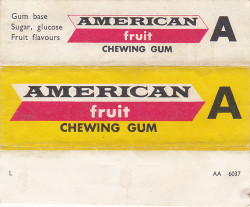 Gum base
Sugar, glucose
Fruit flavours
AMERICAN
fruit
CHEWING GUM
A
AMERICAN
fruit
CHEWING GUM
A
L
AA 6037